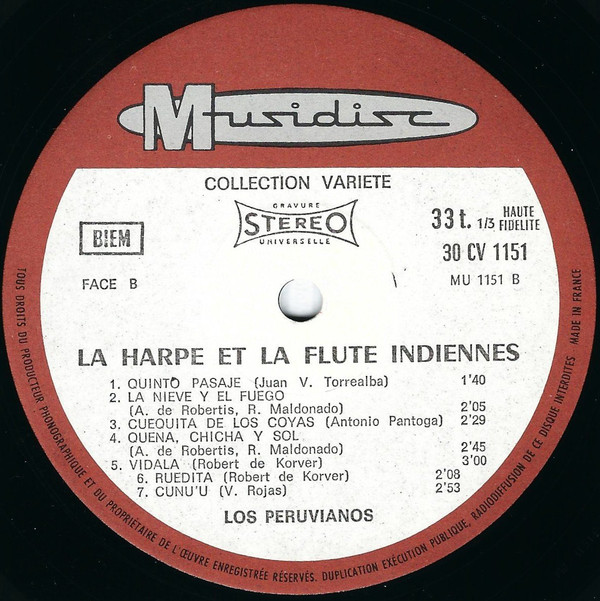 Musidisc
COLLECTION VARIETE
GRAVURE
STEREO
UNIVERSELLE
BIEM
33 t. 1/3 HAUTE FIDELITE
30 CV 1151
FACE B
MU 1151 B
LA HARPE ET LA FLUTE INDIENNES
1. QUINTO PASAJE (Juan V. Torrealba) 1'40
2. LA NIEVE Y EL FUEGO
(A. de Robertis, R. Maldonado) 2'05
3. CUEQUITA DE LOS COYAS (Antonio Pantoga) 2'29
4. QUENA, CHICHA Y SOL
(A. de Robertis, R. Maldonado) 2'45
5. VIDALA (Robert de Korver) 3'00
6. RUEDITA (Robert de Korver) 2'08
7. CUNU'U (V. Rojas) 2'53
LOS PERUVIANOS
TOUS DROITS DU PRODUCTEUR PHONOGRAPHIQUE ET DU PROPRIETAIRE DE L'ŒUVRE ENREGISTRÉE RÉSERVÉS. DUPLICATION EXÉCUTION PUBLIQUE, RADIODIFFUSION DE CE DISQUE INTERDITES MADE IN FRANCE